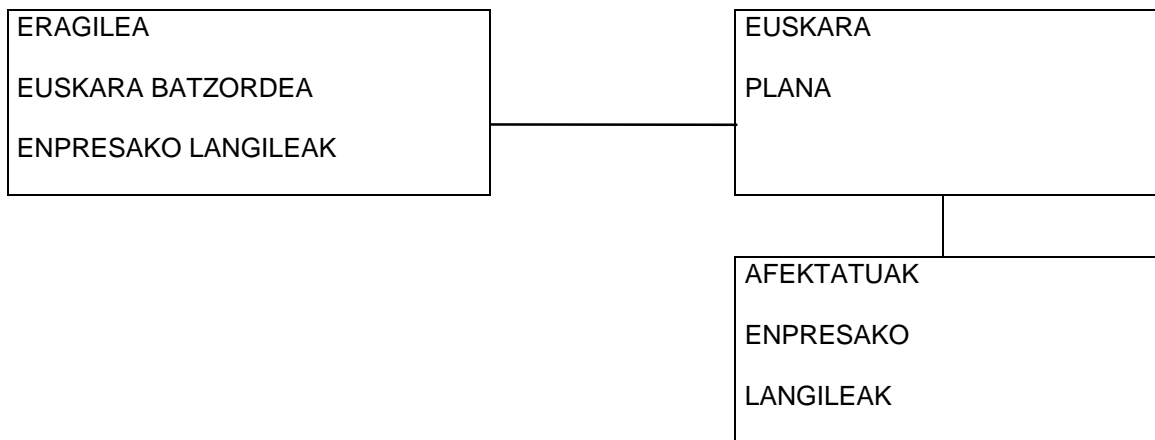 ERAGILEA
EUSKARA BATZORDEA
ENPRESAKO LANGILEAK
EUSKARA
PLANA
AFEKTATUAK
ENPRESAKO
LANGILEAK